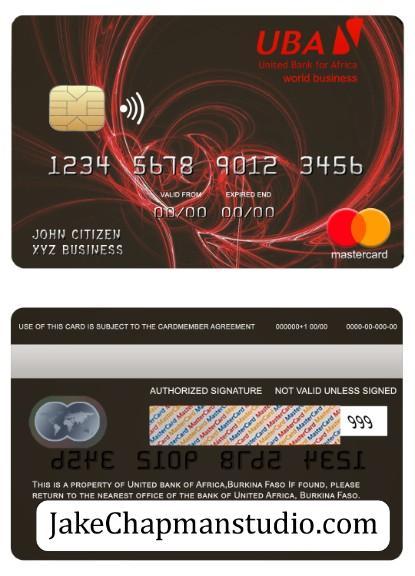 UBA
United Bank for Africa
world business
1234 5678 9012 3456
VALID FROM EXPIRED END
00/00 00/00
JOHN CITIZEN
XYZ BUSINESS
mastercard
USE OF THIS CARD IS SUBJECT TO THE CARDMEMBER AGREEMENT 000000+1 00/00 0000-00-000-00
AUTHORIZED SIGNATURE NOT VALID UNLESS SIGNED
MasterCard MasterCard MasterCard
999
THIS IS A PROPERTY OF UNITED BANK OF AFRICA,BURKINA FASO IF FOUND, PLEASE
RETURN TO THE NEAREST OFFICE OF THE BANK OF UNITED AFRICA, BURKINA FASO.
JakeChapmanstudio.com